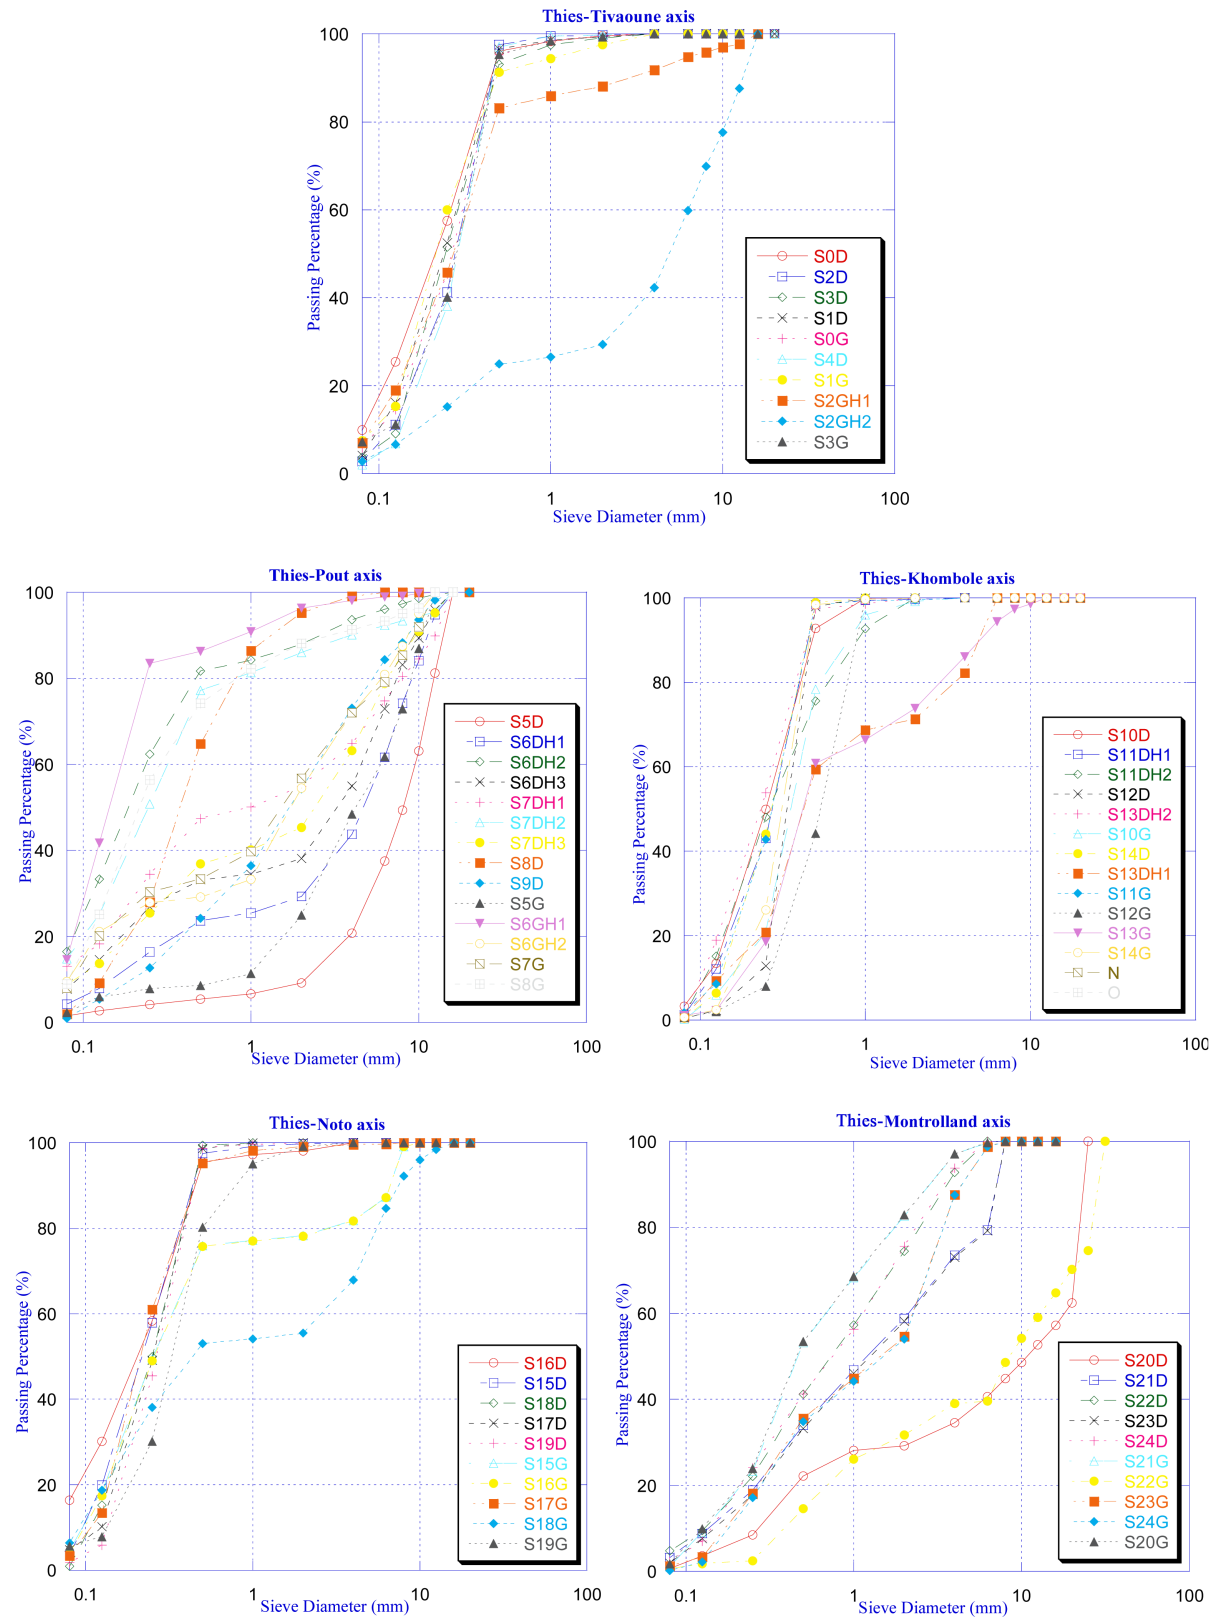 Thies-Tivaoune axis
Passing Percentage (%)
100
80
60
40
20
0
0.1
1
10
100
Sieve Diameter (mm)
S0D
S2D
S3D
S1D
S0G
S4D
S1G
S2GH1
S2GH2
S3G
Thies-Pout axis
Passing Percentage (%)
100
80
60
40
20
0
0.1
1
10
100
Sieve Diameter (mm)
S5D
S6DH1
S6DH2
S6DH3
S7DH1
S7DH2
S7DH3
S8D
S9D
S5G
S6GH1
S6GH2
S7G
S8G
Thies-Khombole axis
Passing Percentage (%)
100
80
60
40
20
0
0.1
1
10
100
Sieve Diameter (mm)
S10D
S11DH1
S11DH2
S12D
S13DH2
S10G
S14D
S13DH1
S11G
S12G
S13G
S14G
N
O
Thies-Noto axis
Passing Percentage (%)
100
80
60
40
20
0
0.1
1
10
100
Sieve Diameter (mm)
S16D
S15D
S18D
S17D
S19D
S15G
S16G
S17G
S18G
S19G
Thies-Montrolland axis
Passing Percentage (%)
100
80
60
40
20
0
0.1
1
10
100
Sieve Diameter (mm)
S20D
S21D
S22D
S23D
S24D
S21G
S22G
S23G
S24G
S20G